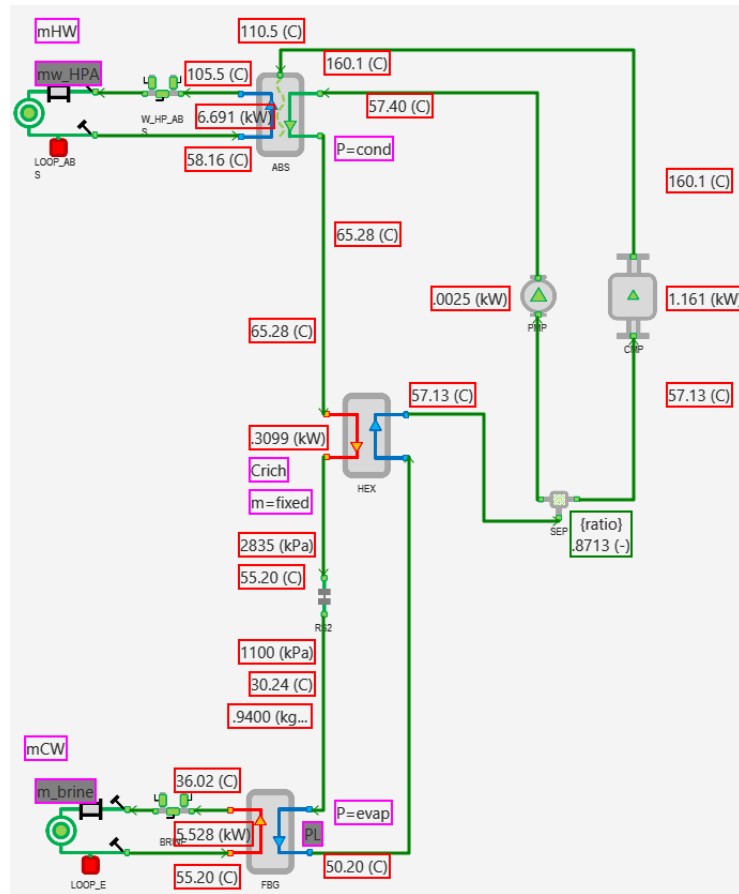 mHW
110.5 (C)
160.1 (C)
mw_HPA
105.5 (C)
57.40 (C)
6.691 (kW)
W_HP_AB
S
LOOP_AB
S
58.16 (C)
ABS
P=cond
160.1 (C)
65.28 (C)
.0025 (kW)
1.161 (kW)
PMP
CMP
65.28 (C)
57.13 (C)
57.13 (C)
.3099 (kW)
Crich
HEX
m=fixed
SEP
{ratio}
.8713 (-)
2835 (kPa)
55.20 (C)
RS2
1100 (kPa)
30.24 (C)
.9400 (kg...
mCW
36.02 (C)
m_brine
P=evap
5.528 (kW)
PL
BRINE
LOOP_E
55.20 (C)
FBG
50.20 (C)